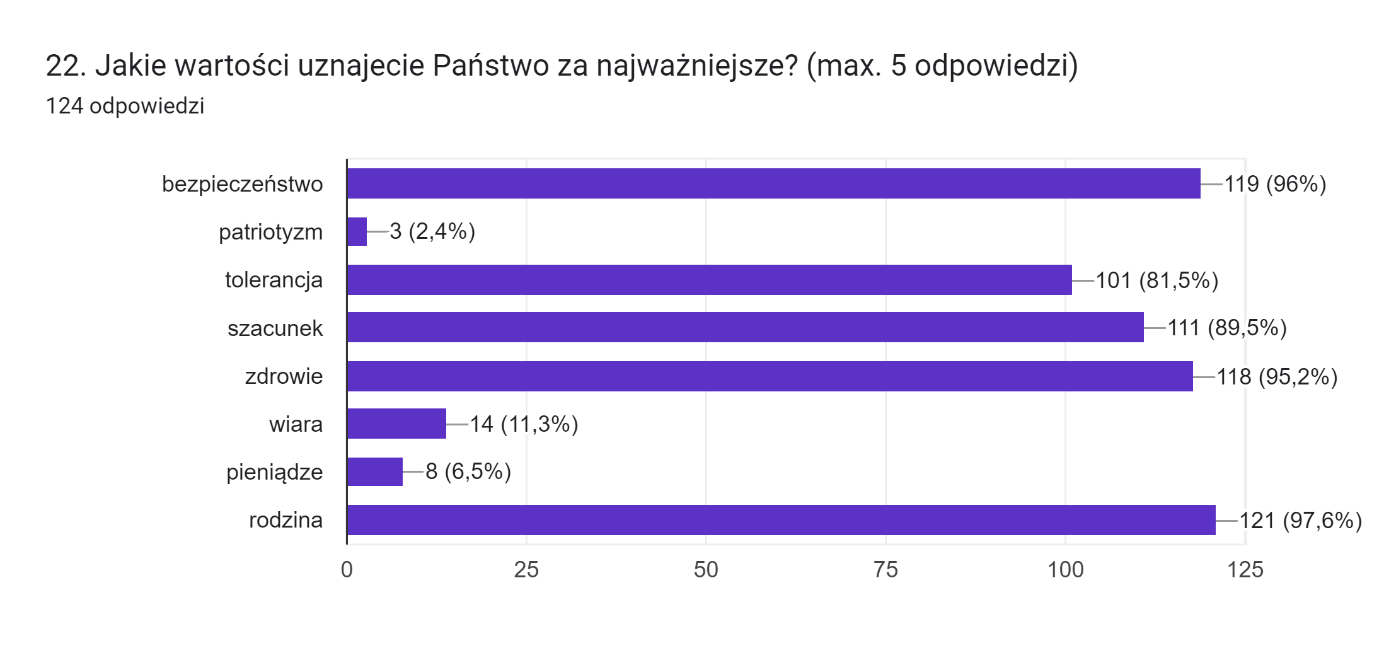 22. Jakie wartości uznajecie Państwo za najważniejsze? (max. 5 odpowiedzi)
124 odpowiedzi
bezpieczeństwo 119 (96%)
patriotyzm 3 (2,4%)
tolerancja 101 (81,5%)
szacunek 111 (89,5%)
zdrowie 118 (95,2%)
wiara 14 (11,3%)
pieniądze 8 (6,5%)
rodzina 121 (97,6%)
0 25 50 75 100 125